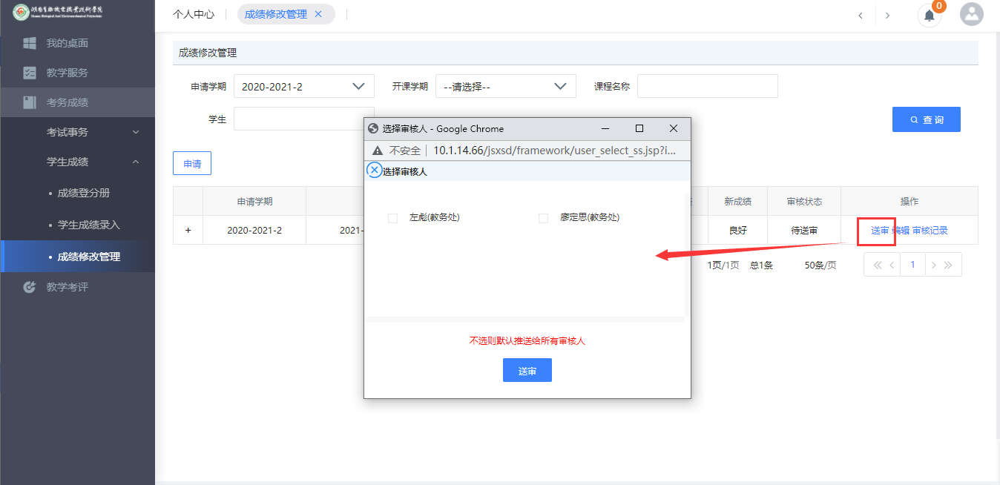 湖南生物机电职业技术学院
Hunan Biological And Electromechanical Polytechnic
个人中心
成绩修改管理
0
我的桌面
教学服务
考务成绩
考试事务
学生成绩
• 成绩登分册
• 学生成绩录入
• 成绩修改管理
教学考评
成绩修改管理
申请学期 2020-2021-2 开课学期 --请选择-- 课程名称
学生
查 询
申请
申请学期 新成绩 审核状态 操作
+ 2020-2021-2 2021- 良好 待送审 送审 编辑 审核记录
1页/1页 总1条 50条/页 1
选择审核人 - Google Chrome
不安全 10.1.14.66/jsxsd/framework/user_select_ss.jsp?i...
选择审核人
左彪(教务处) 廖定思(教务处)
不选则默认推送给所有审核人
送审